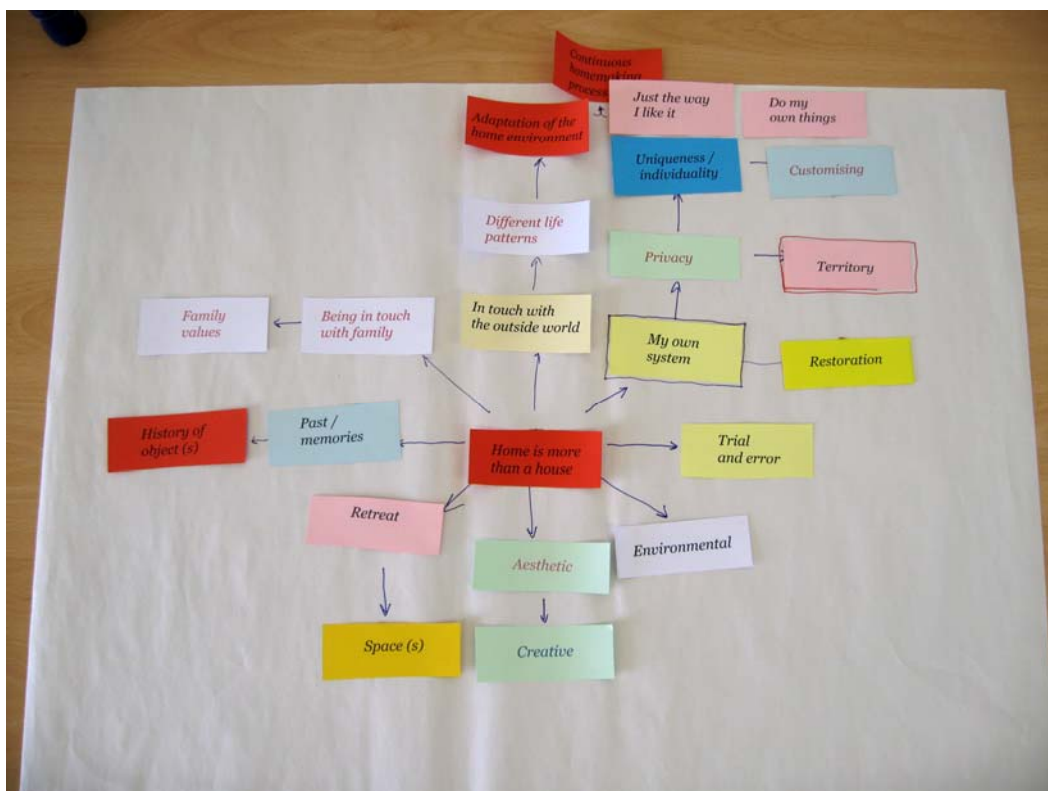 Continuous
homemaking
process
Just the way
I like it
Do my
own things
Adaptation of the
home environment
Uniqueness /
individuality
Customising
Different life
patterns
Privacy
Territory
Family
values
Being in touch
with family
In touch with
the outside world
My own
system
Restoration
History of
object (s)
Past /
memories
Home is more
than a house
Trial
and error
Retreat
Aesthetic
Environmental
Space (s)
Creative